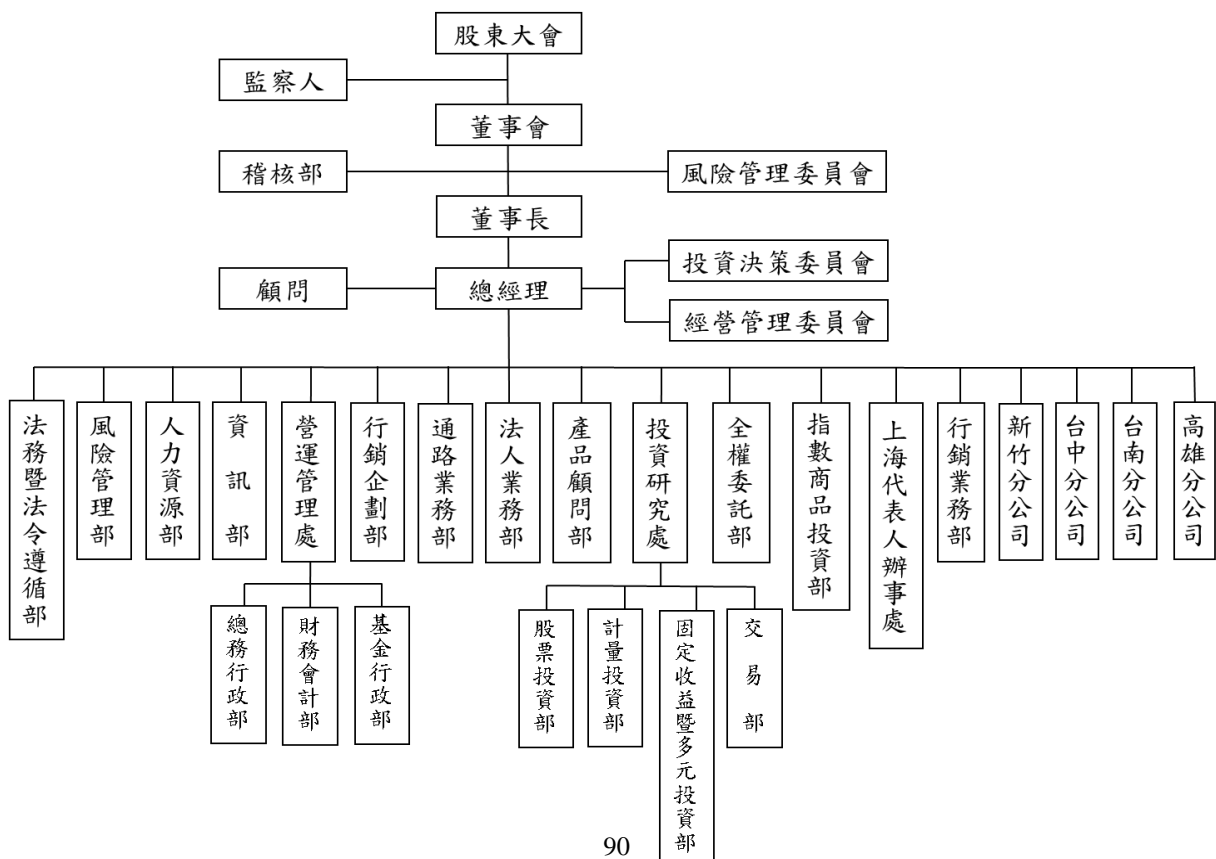 股東大會
監察人
董事會
稽核部
風險管理委員會
董事長
投資決策委員會
顧問
總經理
經營管理委員會
法務暨法令遵循部
風險管理部
人力資源部
資訊部
營運管理處
行銷企劃部
通路業務部
法人業務部
產品顧問部
投資研究處
全權委託部
指數商品投資部
上海代表人辦事處
行銷業務部
新竹分公司
台中分公司
台南分公司
高雄分公司
總務行政部
財務會計部
基金行政部
股票投資部
計量投資部
固定收益暨多元投資部
交易部
90